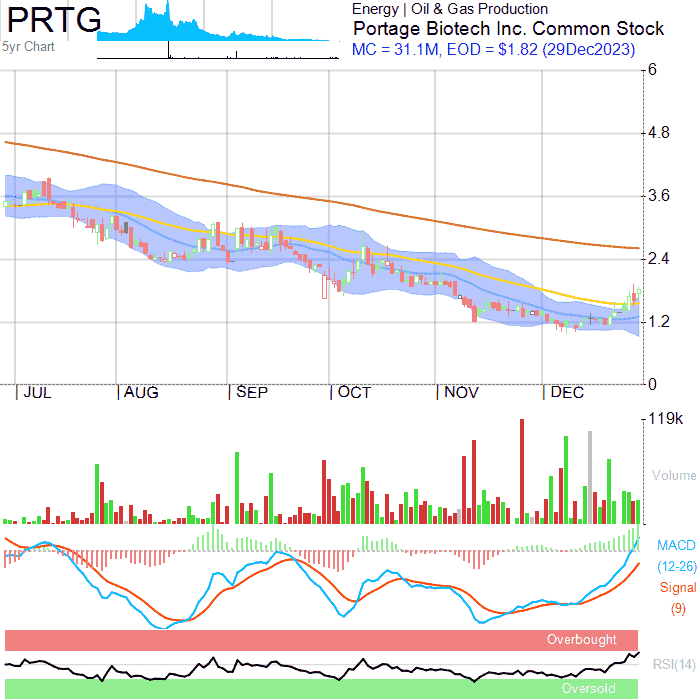 PRTG
5yr Chart
Energy | Oil & Gas Production
Portage Biotech Inc. Common Stock
MC = 31.1M, EOD = $1.82 (29Dec2023)
6
4.8
3.6
2.4
1.2
0
JUL AUG SEP OCT NOV DEC
119k
Volume
MACD
(12-26)
Signal
(9)
Overbought
RSI(14)
Oversold